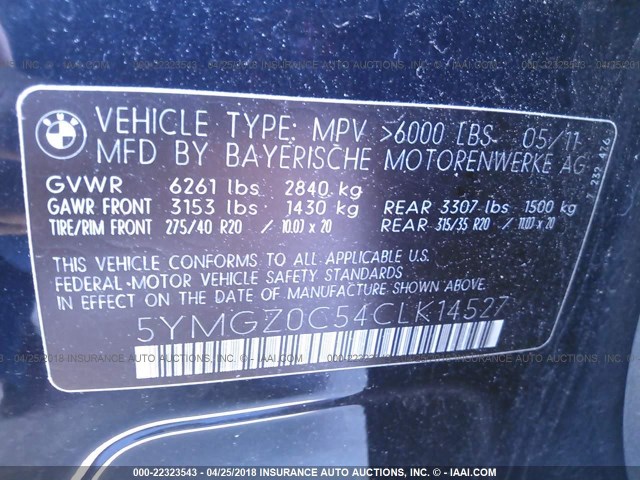 BMW
VEHICLE TYPE: MPV >6000 LBS 05/11
MFD BY BAYERISCHE MOTORENWERKE AG
7 232 476
GVWR 6261 lbs 2840 kg
GAWR FRONT 3153 lbs 1430 kg REAR 3307 lbs 1500 kg
TIRE/RIM FRONT 275/40 R20 / 10.0J x 20 REAR 315/35 R20 / 11.0J x 20
THIS VEHICLE CONFORMS TO ALL APPLICABLE
FEDERAL-MOTOR VEHICLE SAFETY STANDARDS
IN EFFECT ON THE DATE OF MANUFACTURE SHOWN ABOVE
5YMGZ0C54CLK14527
000-22323543 - 04/25/2018 INSURANCE AUTO AUCTIONS, INC. - IAAI.COM